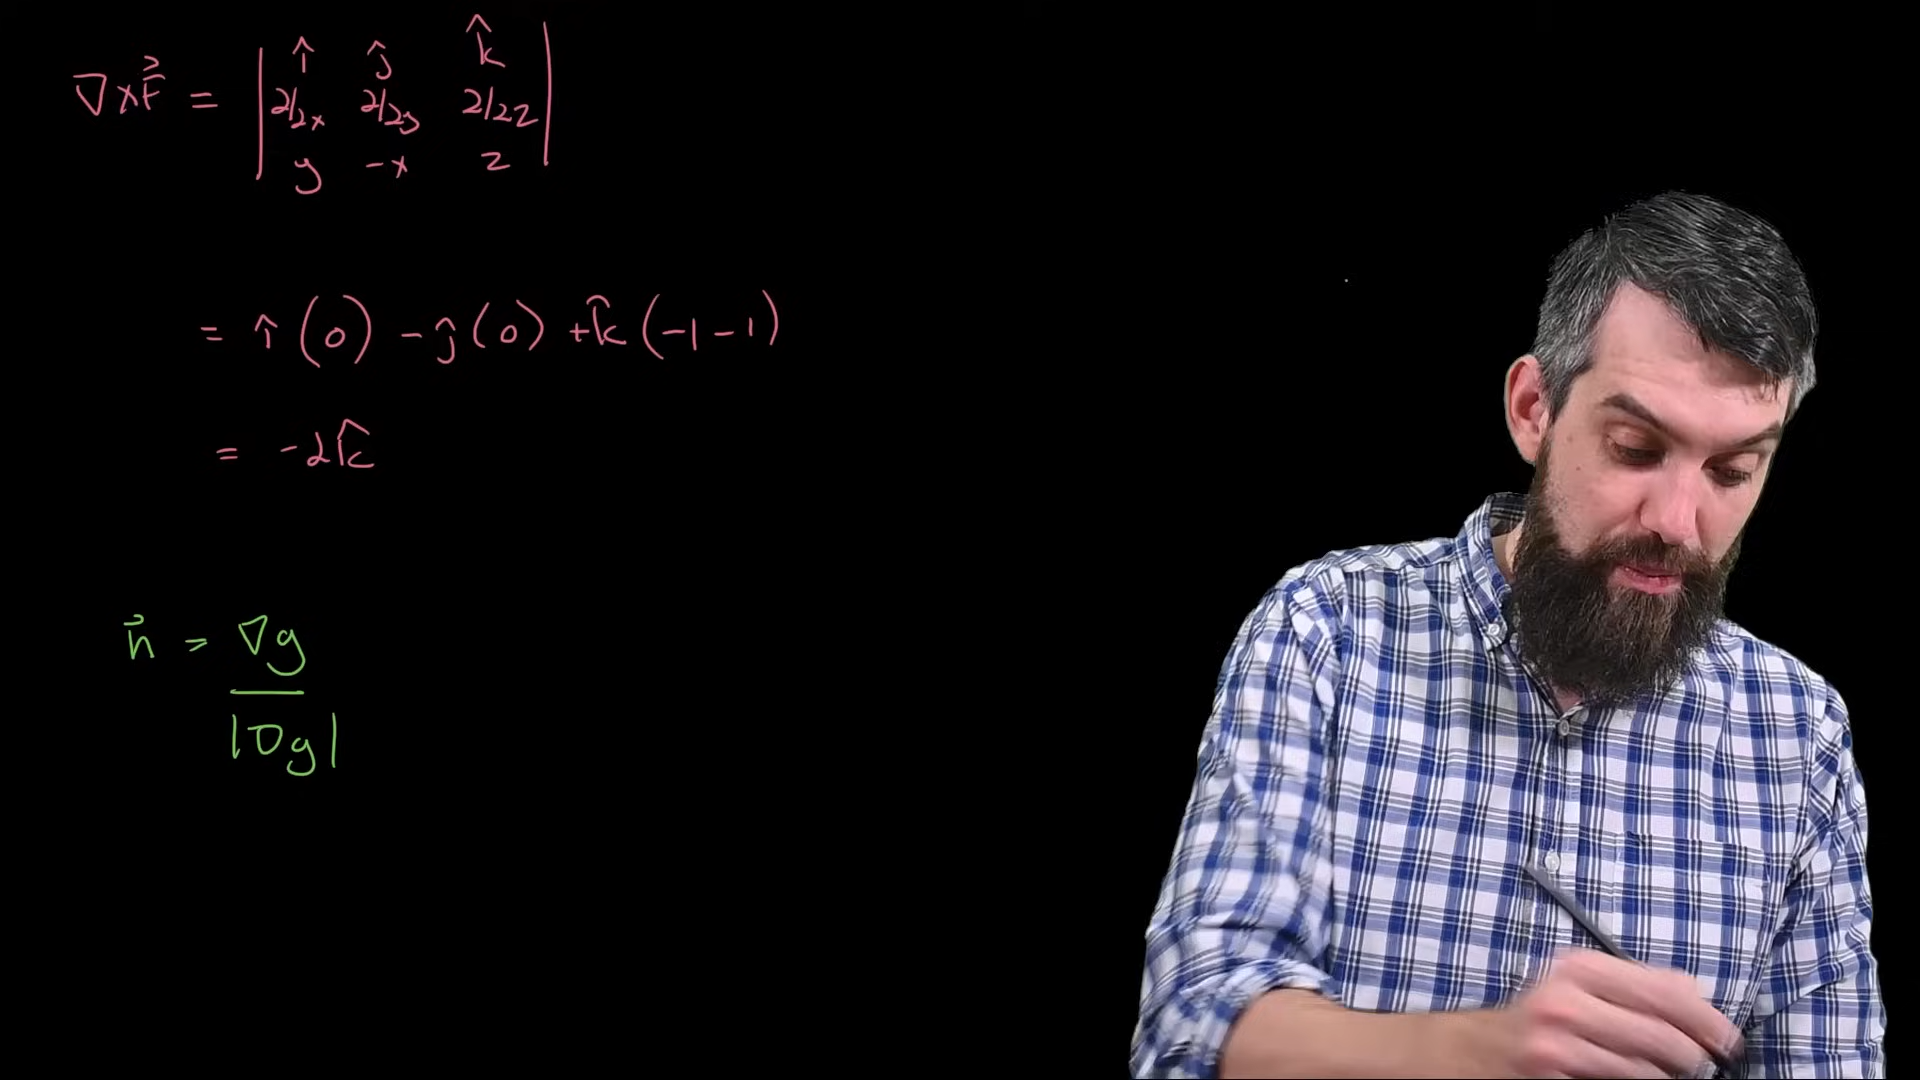 ∇×F⃗ = | î ĵ k̂ |
| ∂/∂x ∂/∂y ∂/∂z |
| y -x z |
= î(0) - ĵ(0) + k̂(-1-1)
= -2k̂
n⃗ = ∇g
|∇g|